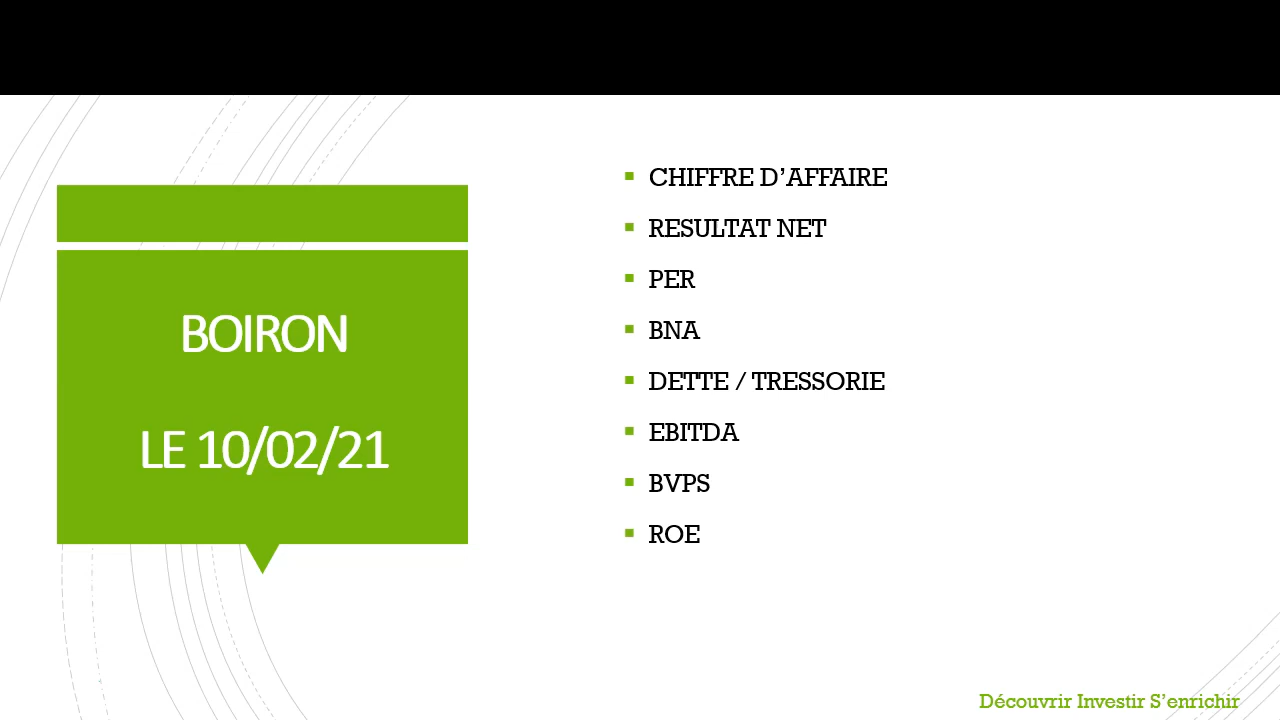 BOIRON
LE 10/02/21
CHIFFRE D’AFFAIRE
RESULTAT NET
PER
BNA
DETTE / TRESSORIE
EBITDA
BVPS
ROE
Découvrir Investir S’enrichir